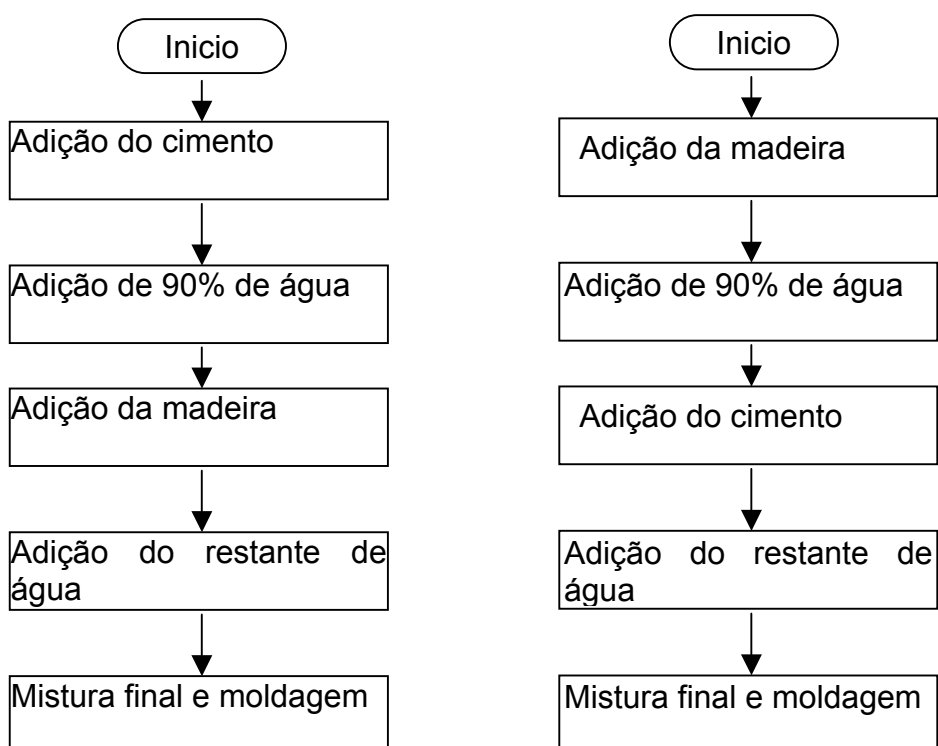 Inicio
Adição do cimento
Adição de 90% de água
Adição da madeira
Adição do restante de
água
Mistura final e moldagem
Inicio
Adição da madeira
Adição de 90% de água
Adição do cimento
Adição do restante de
água
Mistura final e moldagem